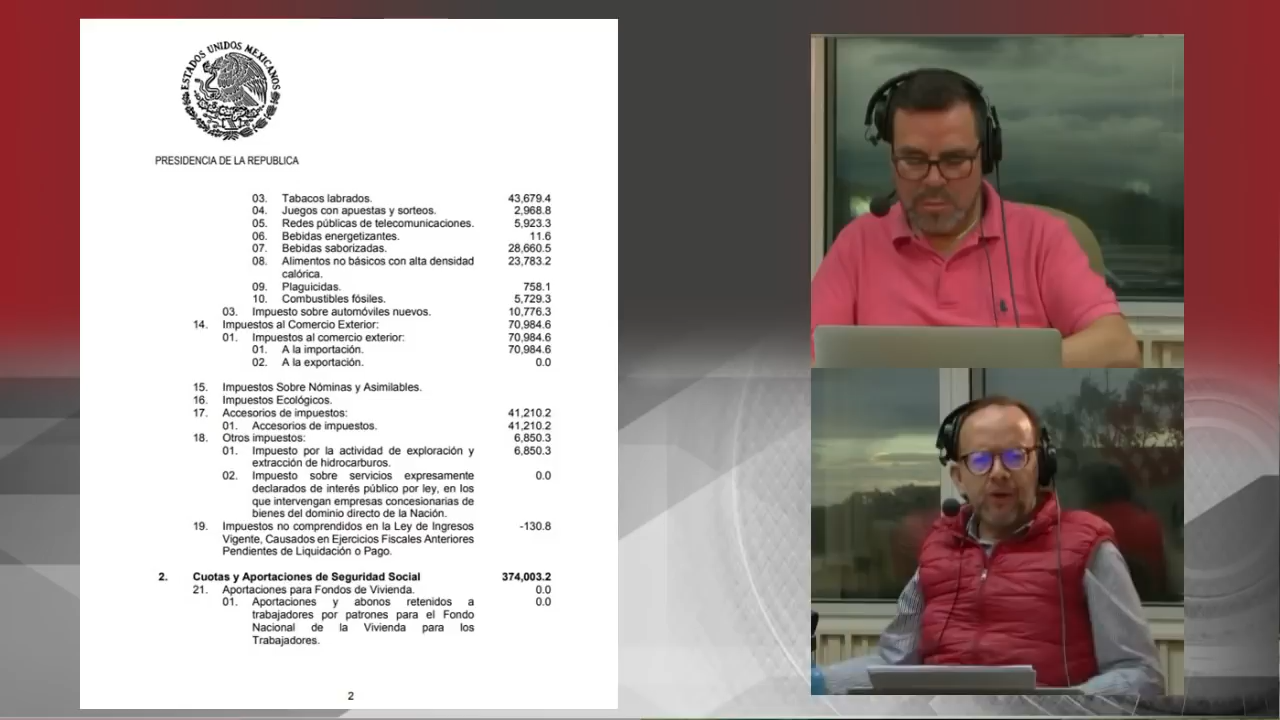 ESTADOS UNIDOS MEXICANOS
PRESIDENCIA DE LA REPUBLICA
03. Tabacos labrados. 43,679.4
04. Juegos con apuestas y sorteos. 2,968.8
05. Redes públicas de telecomunicaciones. 5,923.3
06. Bebidas energetizantes. 11.6
07. Bebidas saborizadas. 28,660.5
08. Alimentos no básicos con alta densidad 23,783.2
calórica.
09. Plaguicidas. 758.1
10. Combustibles fósiles. 5,729.3
03. Impuesto sobre automóviles nuevos. 10,776.3
14. Impuestos al Comercio Exterior: 70,984.6
01. Impuestos al comercio exterior: 70,984.6
01. A la importación. 70,984.6
02. A la exportación. 0.0
15. Impuestos Sobre Nóminas y Asimilables.
16. Impuestos Ecológicos.
17. Accesorios de impuestos: 41,210.2
01. Accesorios de impuestos. 41,210.2
18. Otros impuestos: 6,850.3
01. Impuesto por la actividad de exploración y 6,850.3
extracción de hidrocarburos.
02. Impuesto sobre servicios expresamente 0.0
declarados de interés público por ley, en los
que intervengan empresas concesionarias de
bienes del dominio directo de la Nación.
19. Impuestos no comprendidos en la Ley de Ingresos -130.8
Vigente, Causados en Ejercicios Fiscales Anteriores
Pendientes de Liquidación o Pago.
2. Cuotas y Aportaciones de Seguridad Social 374,003.2
21. Aportaciones para Fondos de Vivienda. 0.0
01. Aportaciones y abonos retenidos a 0.0
trabajadores por patrones para el Fondo
Nacional de la Vivienda para los
Trabajadores.
2